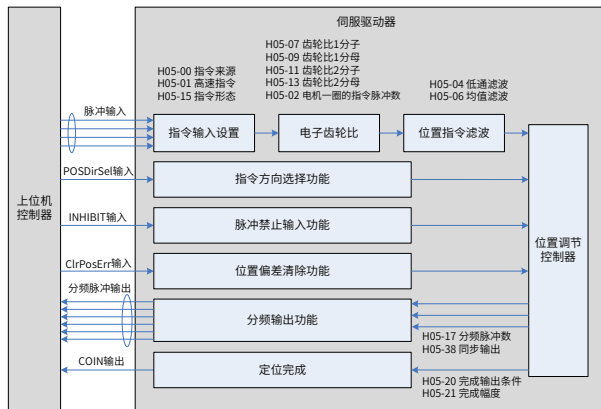 伺服驱动器
H05-07 齿轮比1分子
H05-09 齿轮比1分母
H05-11 齿轮比2分子
H05-13 齿轮比2分母
H05-02 电机一圈的指令脉冲数
H05-00 指令来源
H05-01 高速指令
H05-15 指令形态
H05-04 低通滤波
H05-06 均值滤波
脉冲输入
指令输入设置
电子齿轮比
位置指令滤波
POSDirSel输入
指令方向选择功能
上位机
控制器
INHIBIT输入
脉冲禁止输入功能
位置调节
控制器
ClrPosErr输入
位置偏差清除功能
分频脉冲输出
分频输出功能
H05-17 分频脉冲数
H05-38 同步输出
COIN输出
定位完成
H05-20 完成输出条件
H05-21 完成幅度